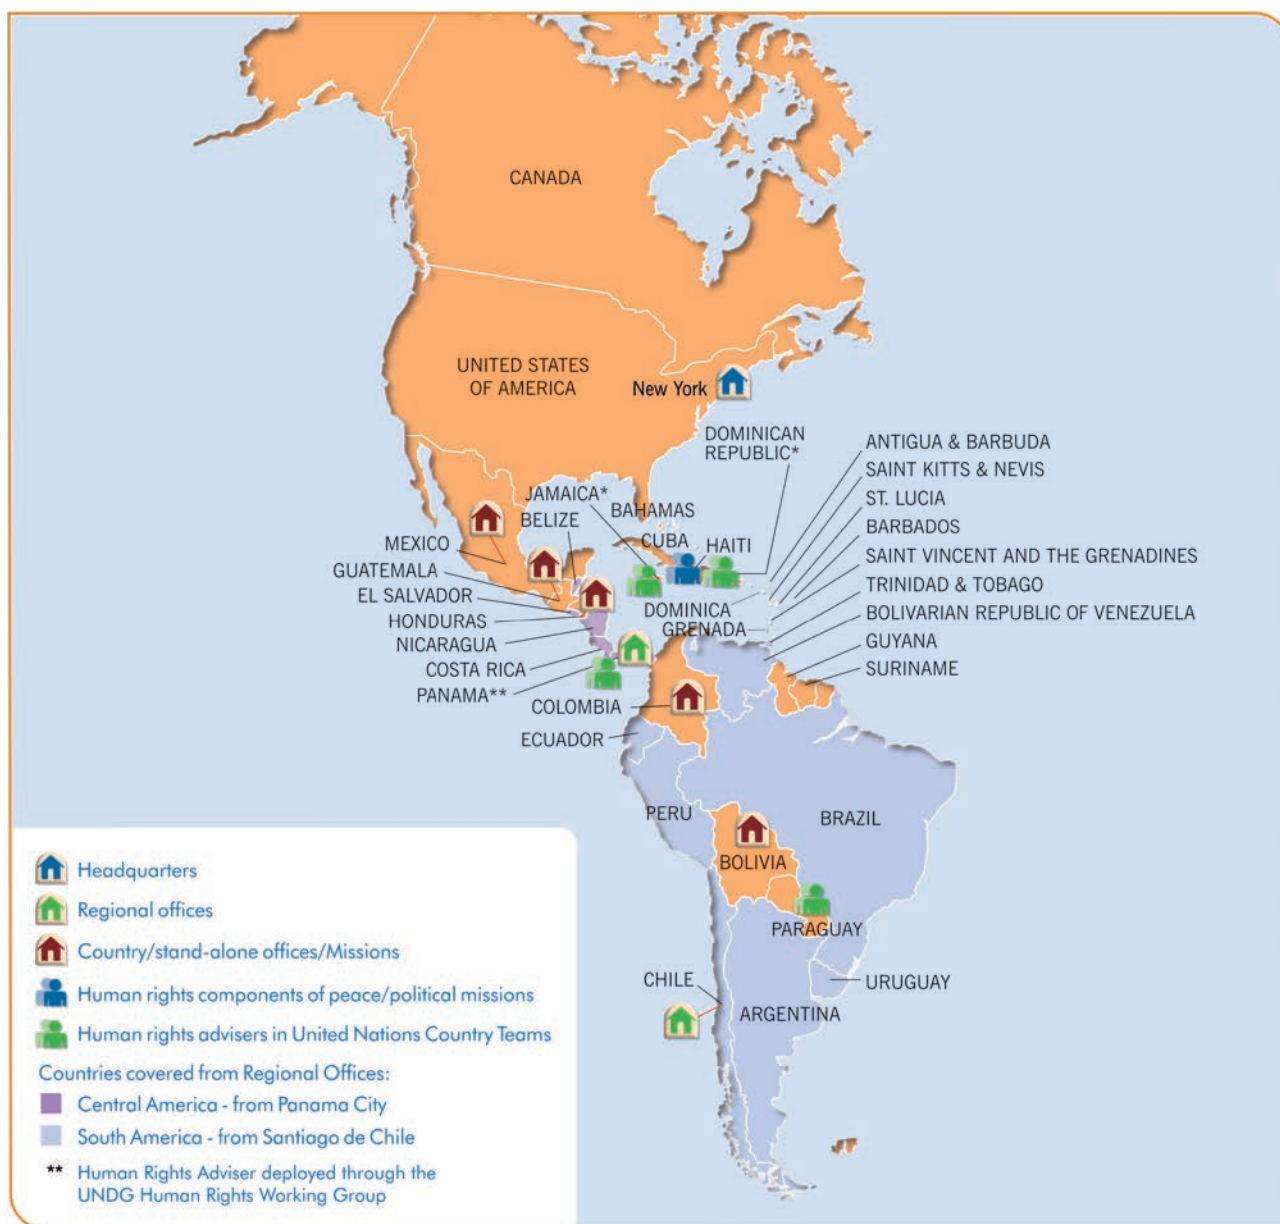 CANADA
UNITED STATES
OF AMERICA
New York
DOMINICAN
REPUBLIC*
ANTIGUA & BARBUDA
SAINT KITTS & NEVIS
ST. LUCIA
BARBADOS
SAINT VINCENT AND THE GRENADINES
TRINIDAD & TOBAGO
BOLIVARIAN REPUBLIC OF VENEZUELA
GUYANA
SURINAME
JAMAICA*
BAHAMAS
BELIZE
CUBA
HAITI
MEXICO
GUATEMALA
EL SALVADOR
HONDURAS
NICARAGUA
COSTA RICA
PANAMA**
DOMINICA
GRENADA
COLOMBIA
ECUADOR
PERU
BRAZIL
BOLIVIA
PARAGUAY
CHILE
URUGUAY
ARGENTINA
Headquarters
Regional offices
Country/stand-alone offices/Missions
Human rights components of peace/political missions
Human rights advisers in United Nations Country Teams
Countries covered from Regional Offices:
Central America - from Panama City
South America - from Santiago de Chile
** Human Rights Adviser deployed through the
UNDG Human Rights Working Group